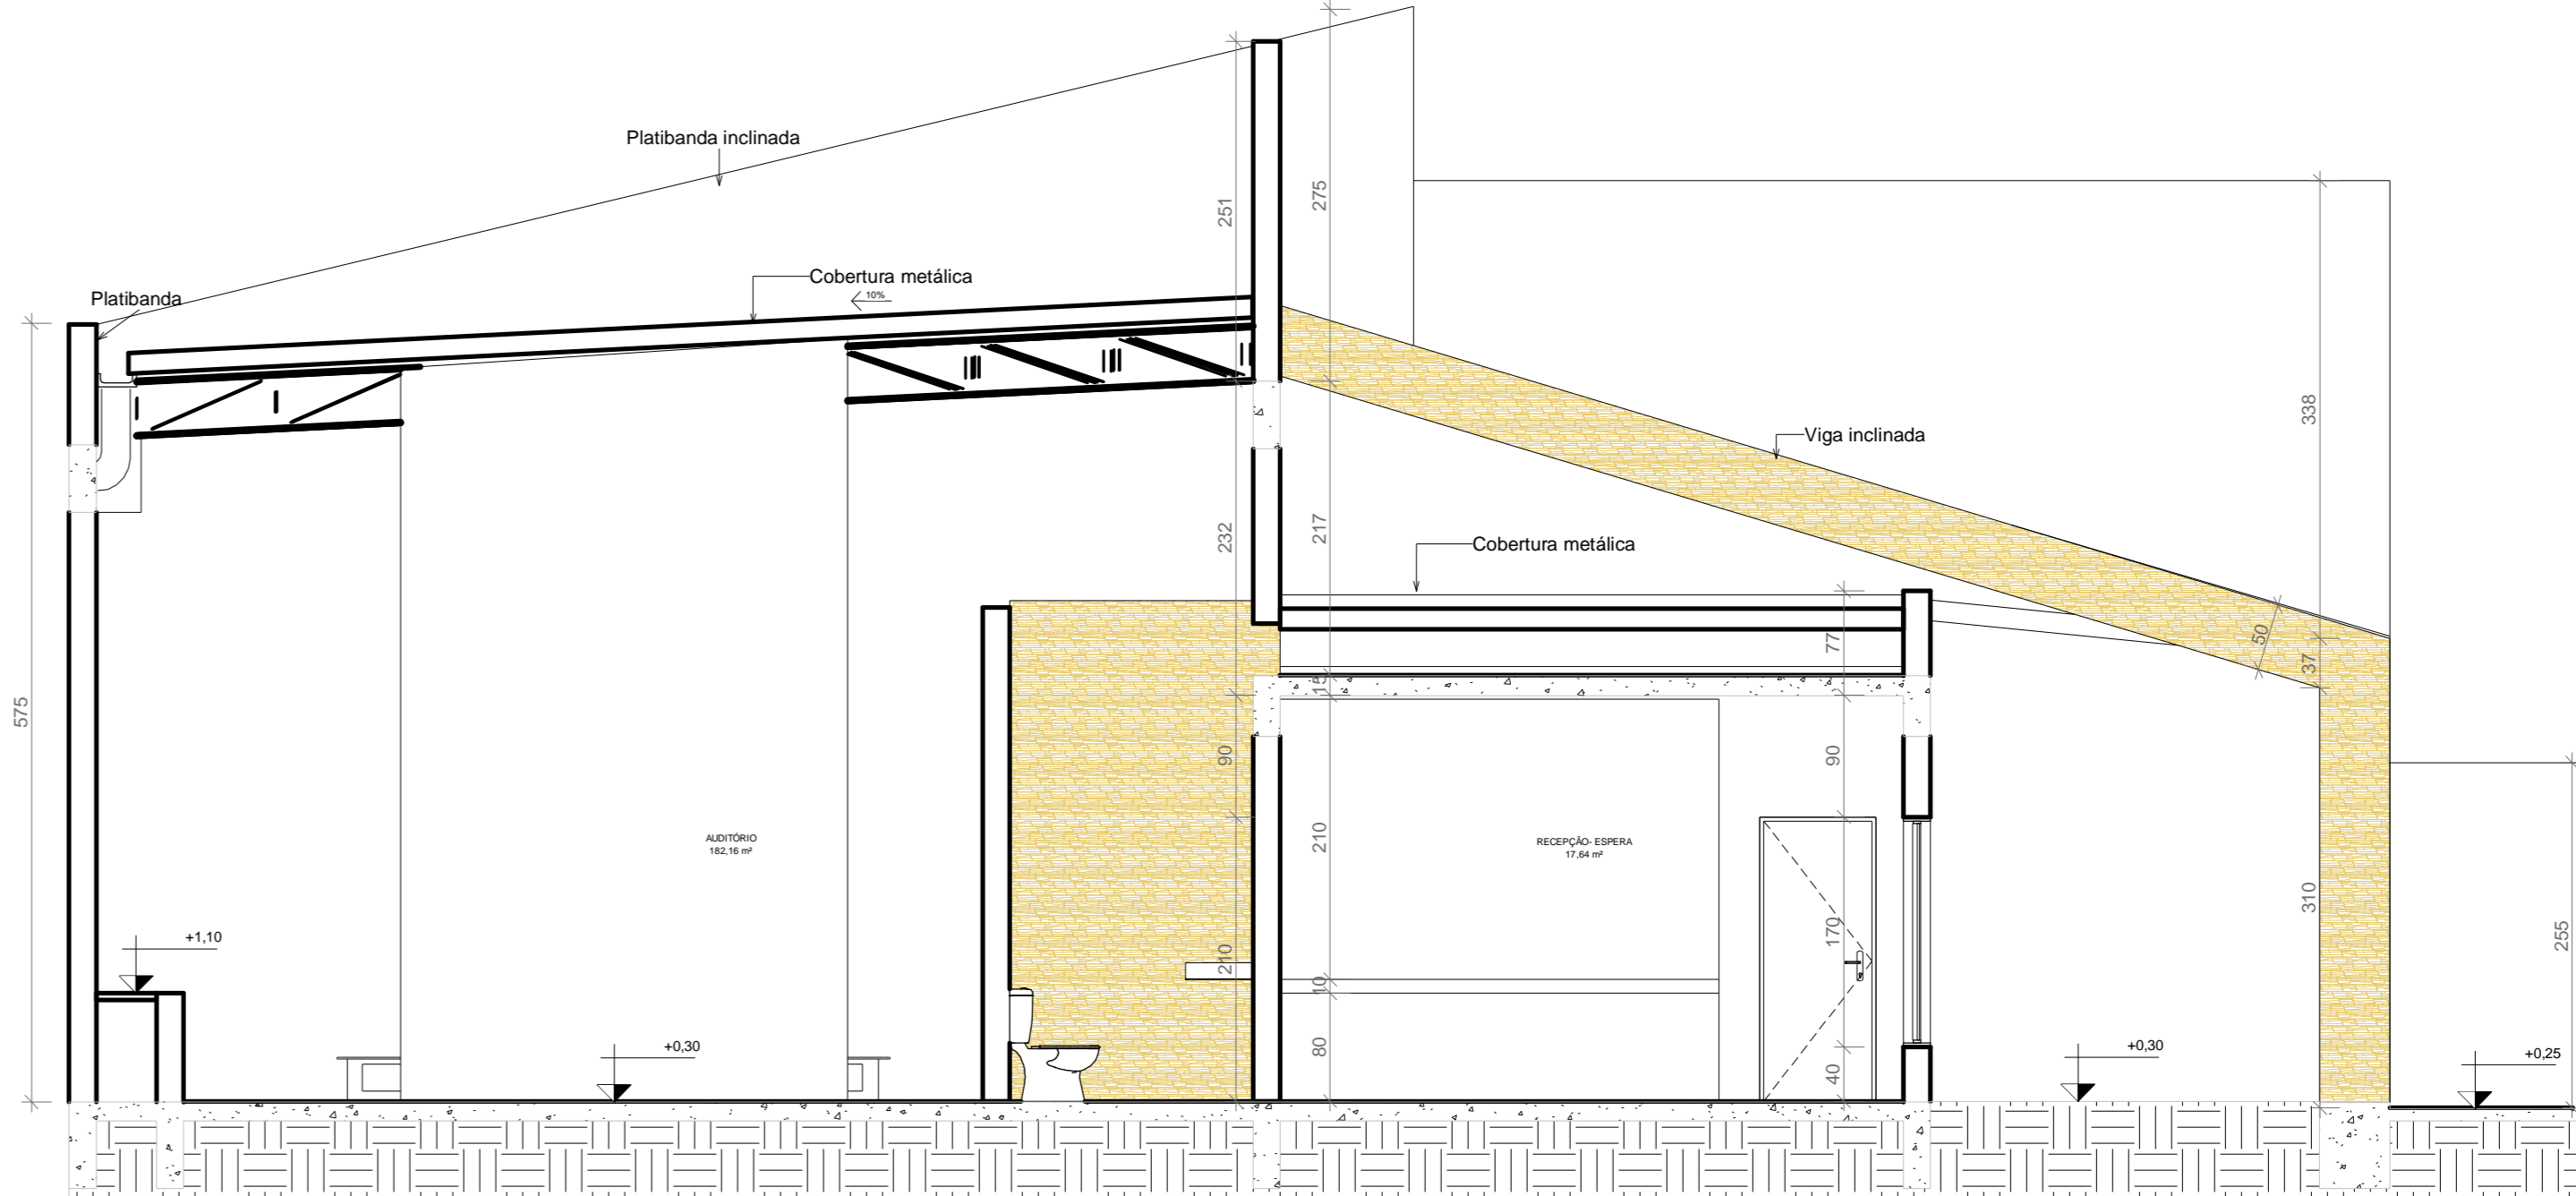 Platibanda inclinada
Platibanda
Cobertura metálica
10%
Viga inclinada
Cobertura metálica
251
275
338
232
217
77
15
50
37
575
90
90
AUDITÓRIO
182,16 m²
210
RECEPÇÃO- ESPERA
17,64 m²
310
170
255
+1,10
210
10
+0,30
80
40
+0,30
+0,25